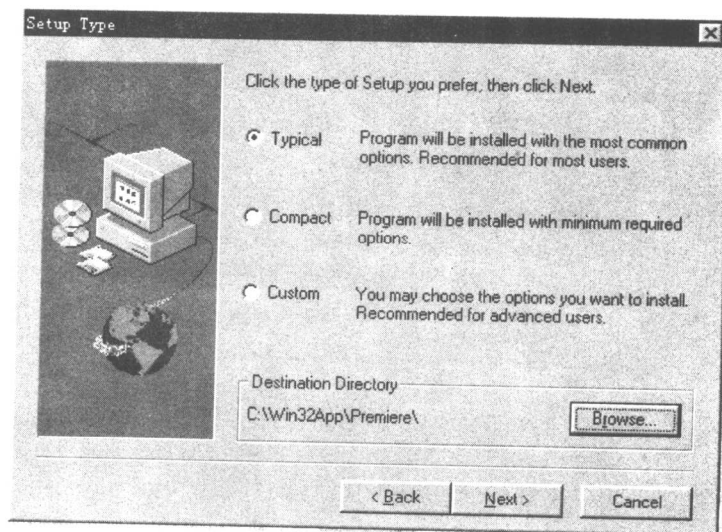 Setup Type
Click the type of Setup you prefer, then click Next.
Typical
Program will be installed with the most common
options. Recommended for most users.
Compact
Program will be installed with minimum required
options.
Custom
You may choose the options you want to install.
Recommended for advanced users.
Destination Directory
C:\Win32App\Premiere\
Browse...
< Back
Next >
Cancel